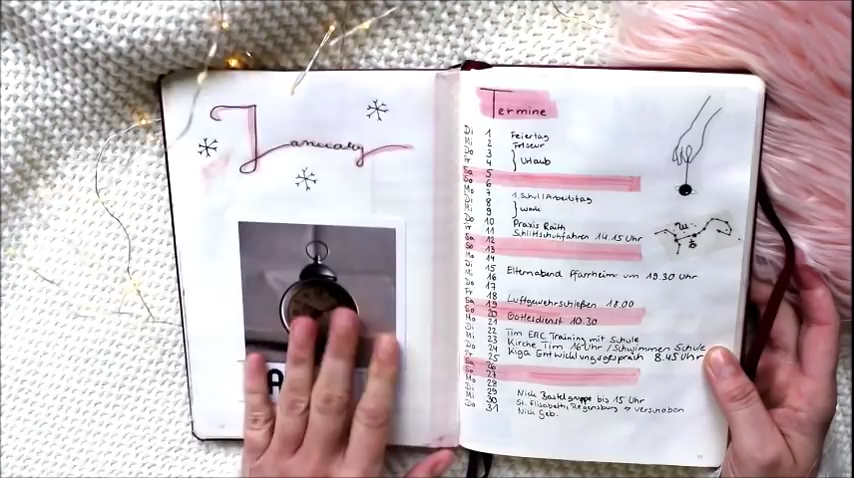 January
Termine
Di 1 Feiertag
Mi 2 Friseur
Do 3
Fr 4 } Urlaub
Sa 5
So 6
Mo 7 1. Schul/Arbeitstag
Di 8
Mi 9 } work
Do 10 Praxis Raith
Fr 11 Schlittschuhfahren 14.15 Uhr
Sa 12
So 13
Mo 14
Di 15 Elternabend Pfarrheim um 19.30 Uhr
Mi 16
Do 17
Fr 18 Luftgewehrschießen 18.00
Sa 19
So 20 Gottesdienst 10:30
Mo 21
Di 22 Tim ERC Training mit Schule
Mi 23 Kirche Tim 16 Uhr / Schwimmen Schule
Do 24 Kiga Entwicklungsgespräch 8.45 Uhr
Fr 25
Sa 26
So 27
Mo 28
Di 29 Nick Bastelgruppe bis 15 Uhr
Mi 30 St. Elisabeth, Regensburg → verschoben
Do 31 Nick Geb.